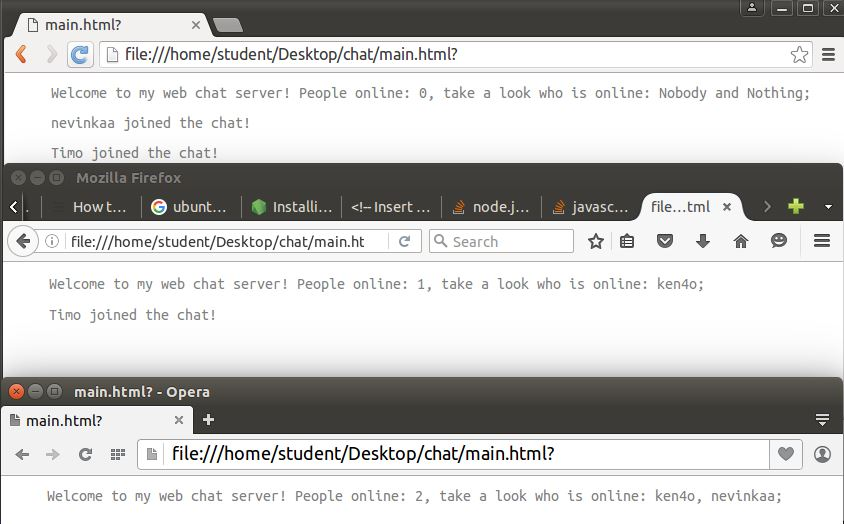 main.html?
file:///home/student/Desktop/chat/main.html?
Welcome to my web chat server! People online: 0, take a look who is online: Nobody and Nothing;
nevinkaa joined the chat!
Timo joined the chat!
Mozilla Firefox
. How t... ubunt... Installi... <!-- Insert ... node.j... javasc... file...tml
file:///home/student/Desktop/chat/main.ht Search
Welcome to my web chat server! People online: 1, take a look who is online: ken4o;
Timo joined the chat!
main.html? - Opera
main.html?
file:///home/student/Desktop/chat/main.html?
Welcome to my web chat server! People online: 2, take a look who is online: ken4o, nevinkaa;